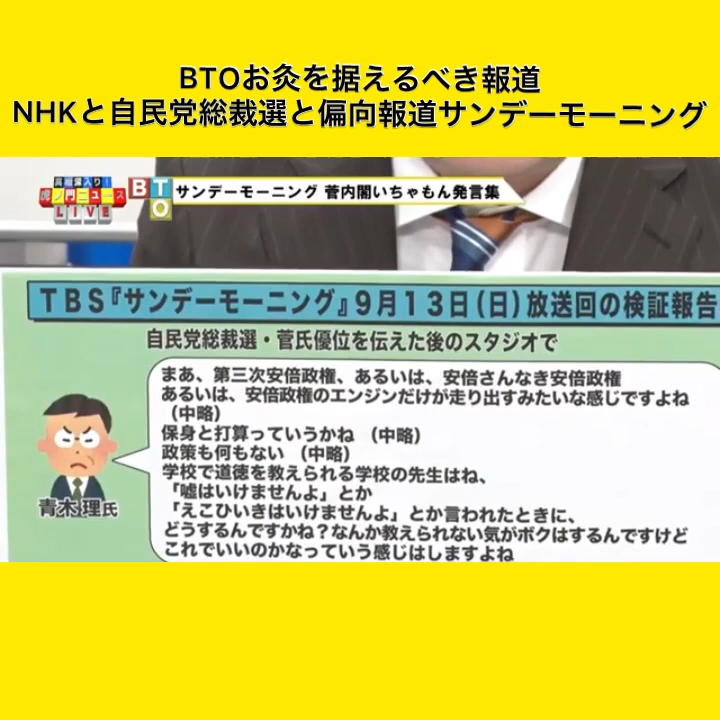 BTOお灸を据えるべき報道
NHKと自民党総裁選と偏向報道サンデーモーニング
真相深入り!
虎ノ門ニュース
LIVE
BTO
サンデーモーニング 菅内閣いちゃもん発言集
TBS『サンデーモーニング』9月13日(日)放送回の検証報告
自民党総裁選・菅氏優位を伝えた後のスタジオで
まあ、第三次安倍政権、あるいは、安倍さんなき安倍政権
あるいは、安倍政権のエンジンだけが走り出すみたいな感じですよね
(中略)
保身と打算っていうかね (中略)
政策も何もない (中略)
学校で道徳を教えられる学校の先生はね、
「嘘はいけませんよ」とか
「えこひいきはいけませんよ」とか言われたときに、
どうするんですかね?なんか教えられない気がボクはするんですけど
これでいいのかなっていう感じはしますよね
青木 理氏